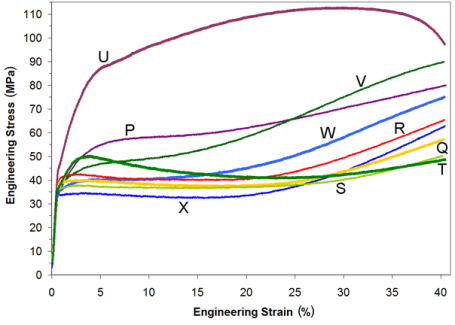 110
100
90
80
70
60
50
40
30
20
10
0
Engineering Stress (MPa)
U
P
V
W
R
Q
S
T
X
0 5 10 15 20 25 30 35 40
Engineering Strain (%)